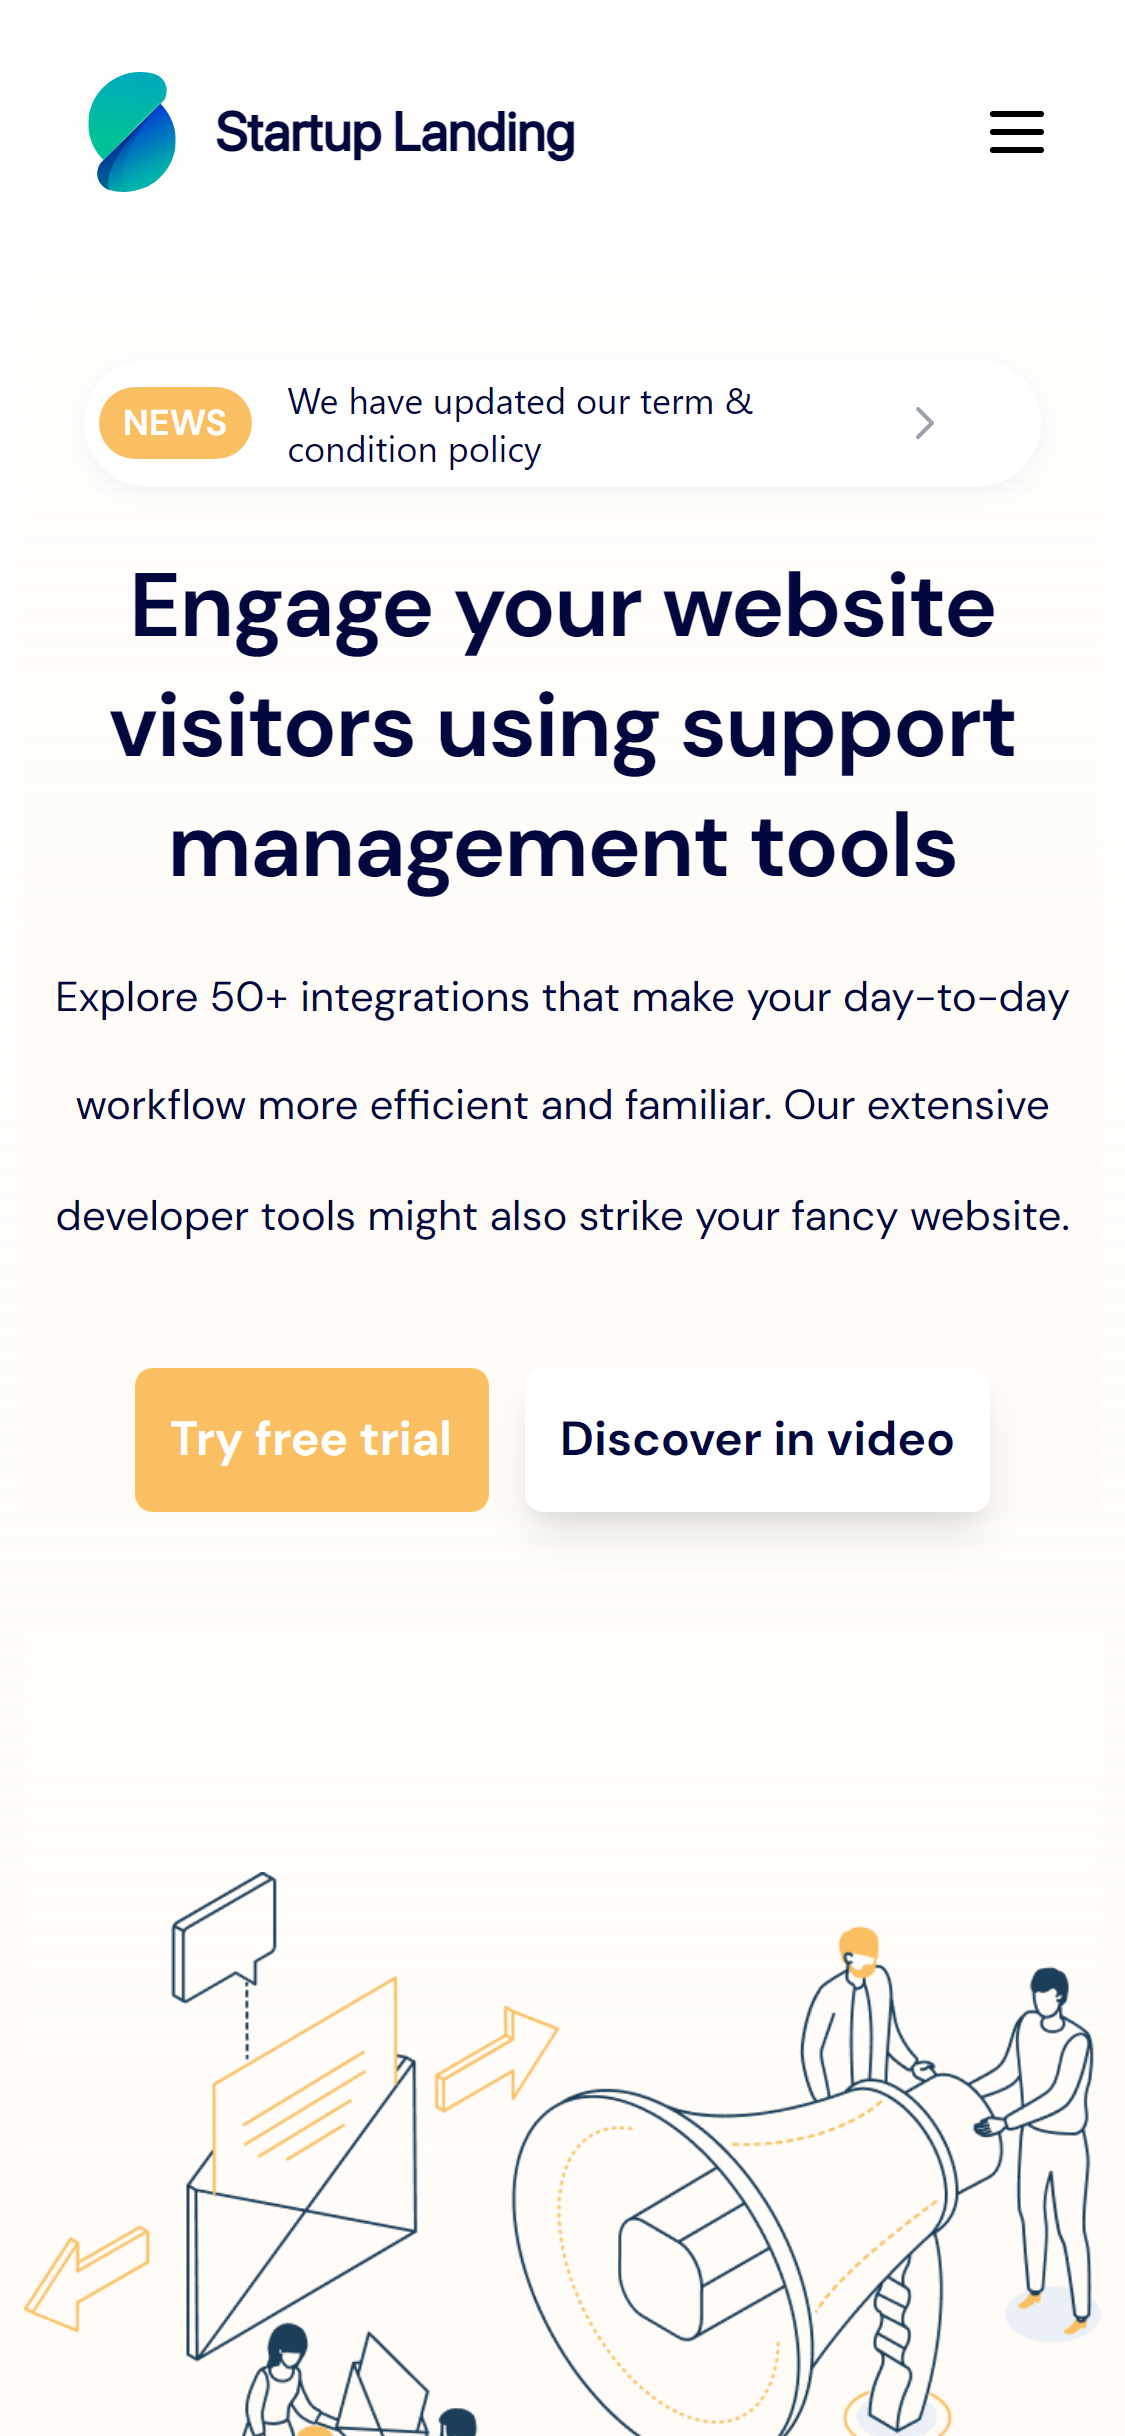 Startup Landing
NEWS
We have updated our term &
condition policy
Engage your website
visitors using support
management tools
Explore 50+ integrations that make your day-to-day
workflow more efficient and familiar. Our extensive
developer tools might also strike your fancy website.
Try free trial
Discover in video